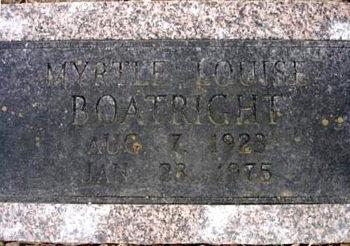 MYRTLE LOUISE
BOATRIGHT
AUG 7, 1923
JAN 23 1975